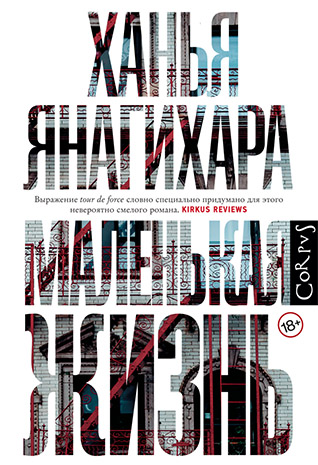 ХАНЬЯ
ЯНАГИХАРА
Выражение tour de force словно специально придумано для этого
невероятно смелого романа. KIRKUS REVIEWS
МАЛЕНЬКАЯ
CORPVS
18+
ЖИЗНЬ